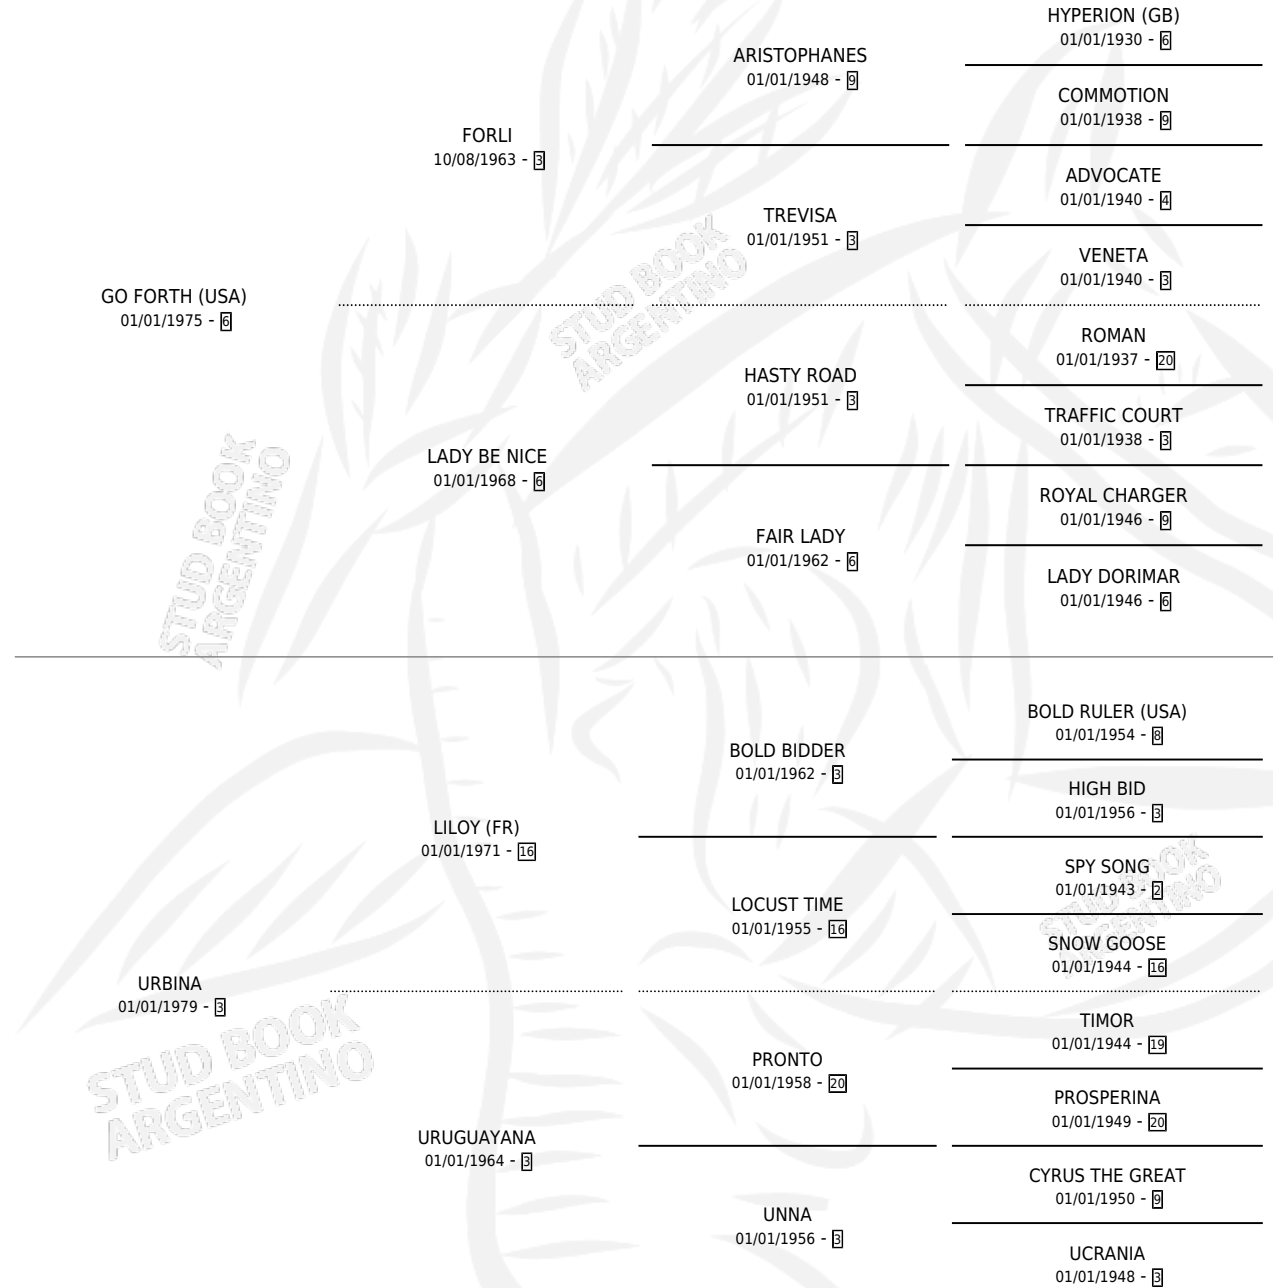 HYPERION (GB)
01/01/1930 - 6
ARISTOPHANES
01/01/1948 - 9
COMMOTION
01/01/1938 - 9
FORLI
10/08/1963 - 3
ADVOCATE
01/01/1940 - 4
TREVISA
01/01/1951 - 3
VENETA
01/01/1940 - 3
GO FORTH (USA)
01/01/1975 - 6
ROMAN
01/01/1937 - 20
HASTY ROAD
01/01/1951 - 3
TRAFFIC COURT
01/01/1938 - 3
LADY BE NICE
01/01/1968 - 6
ROYAL CHARGER
01/01/1946 - 9
FAIR LADY
01/01/1962 - 6
LADY DORIMAR
01/01/1946 - 6
BOLD RULER (USA)
01/01/1954 - 8
BOLD BIDDER
01/01/1962 - 3
HIGH BID
01/01/1956 - 3
LILOY (FR)
01/01/1971 - 16
SPY SONG
01/01/1943 - 2
LOCUST TIME
01/01/1955 - 16
SNOW GOOSE
01/01/1944 - 16
URBINA
01/01/1979 - 3
TIMOR
01/01/1944 - 19
PRONTO
01/01/1958 - 20
PROSPERINA
01/01/1949 - 20
URUGUAYANA
01/01/1964 - 3
CYRUS THE GREAT
01/01/1950 - 9
UNNA
01/01/1956 - 3
UCRANIA
01/01/1948 - 3
STUD BOOK
ARGENTINO
STUD BOOK
ARGENTINO
STUD BOOK
ARGENTINO
STUD BOOK
ARGENTINO